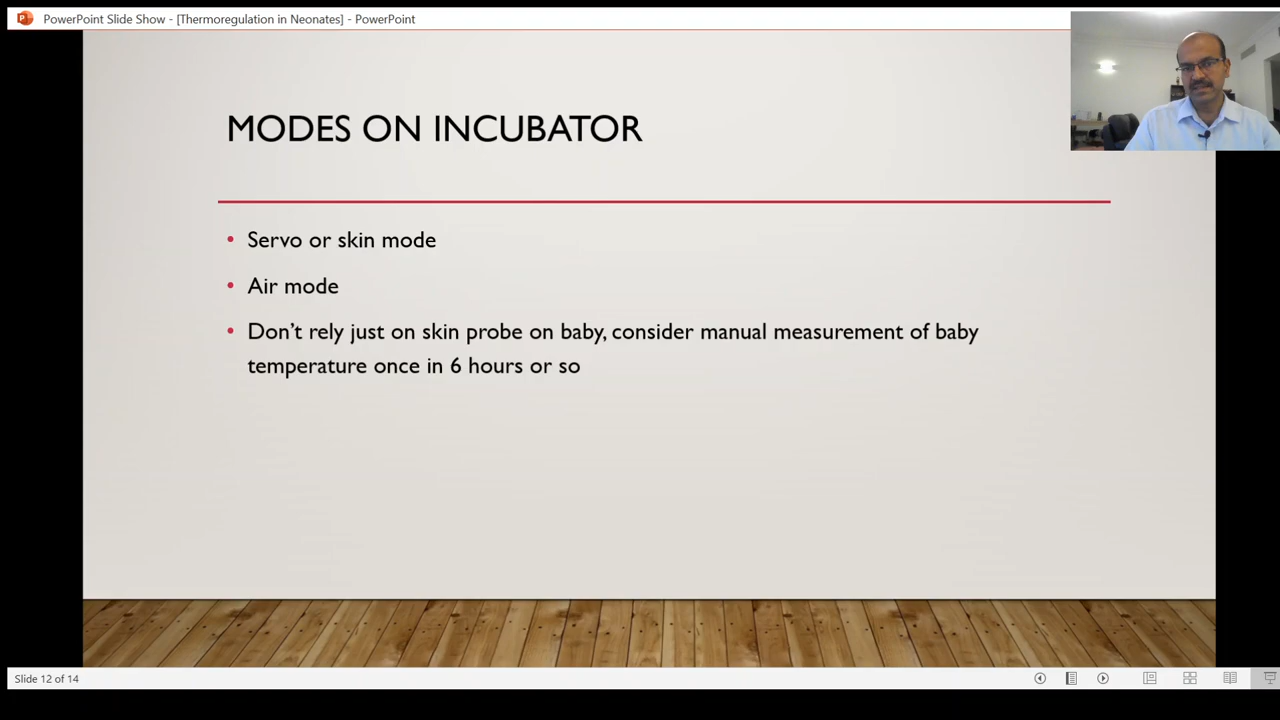 PowerPoint Slide Show - [Thermoregulation in Neonates] - PowerPoint
MODES ON INCUBATOR
• Servo or skin mode
• Air mode
• Don’t rely just on skin probe on baby, consider manual measurement of baby
temperature once in 6 hours or so
Slide 12 of 14